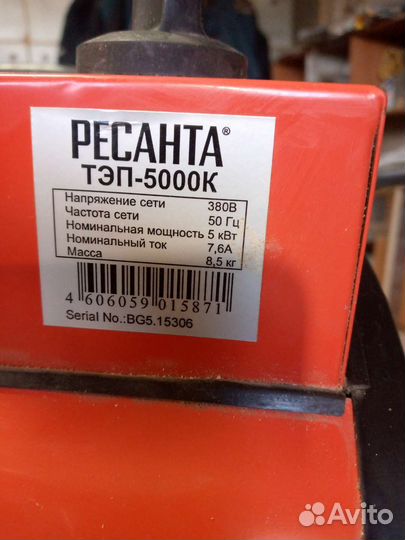 РЕСАНТА®
ТЭП-5000К
Напряжение сети 380В
Частота сети 50 Гц
Номинальная мощность 5 кВт
Номинальный ток 7,6А
Масса 8,5 кг
4 606059 015871
Serial No.:BG5.15306
Avito